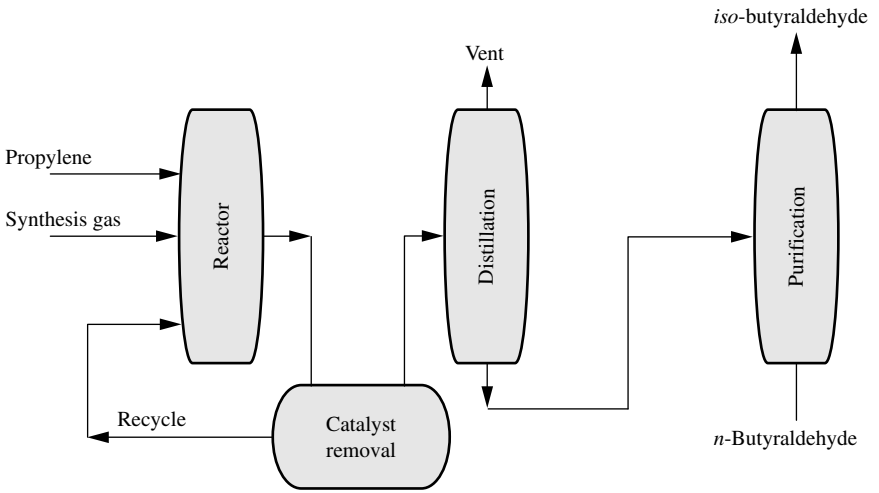 iso-butyraldehyde
Vent
Propylene
Synthesis gas
Reactor
Distillation
Purification
Recycle
Catalyst
removal
n-Butyraldehyde